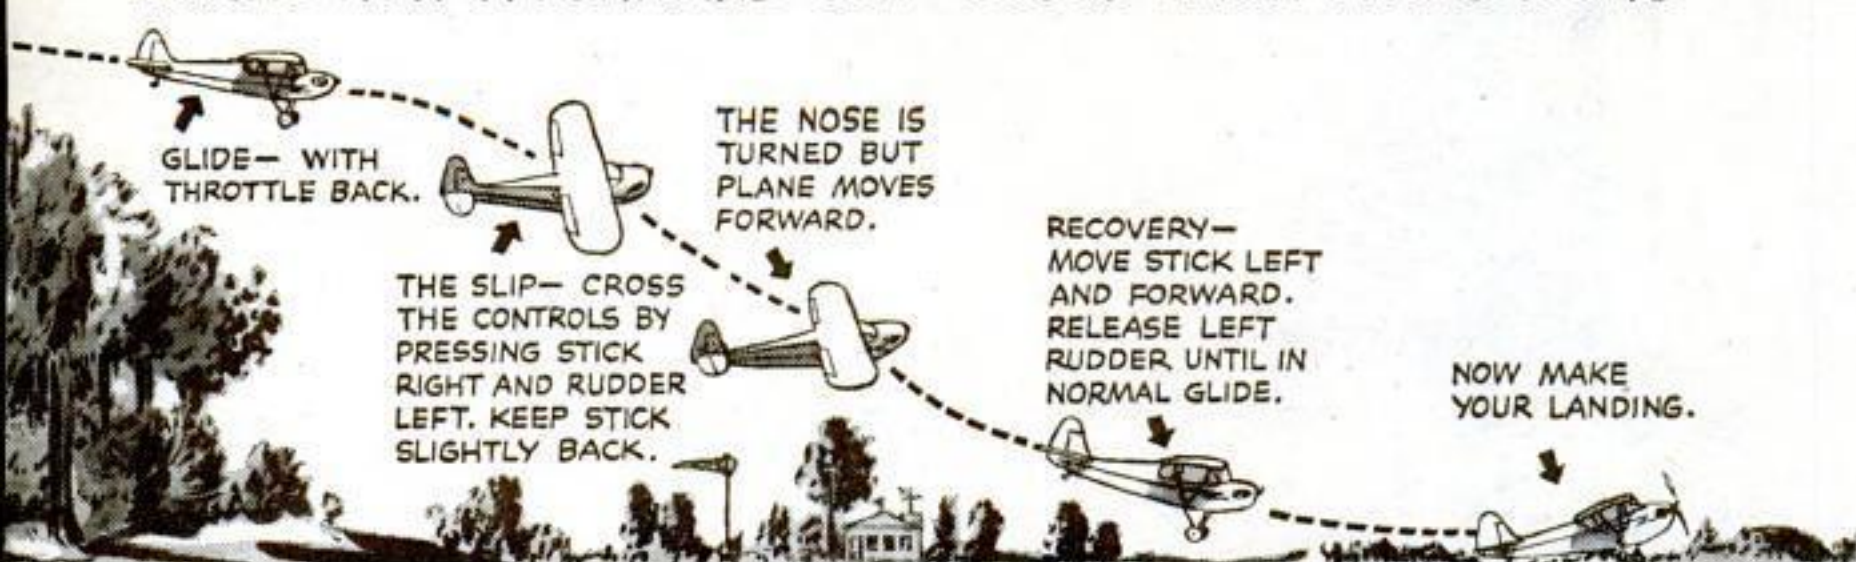 GLIDE— WITH
THROTTLE BACK.
THE SLIP— CROSS
THE CONTROLS BY
PRESSING STICK
RIGHT AND RUDDER
LEFT. KEEP STICK
SLIGHTLY BACK.
THE NOSE IS
TURNED BUT
PLANE MOVES
FORWARD.
RECOVERY—
MOVE STICK LEFT
AND FORWARD.
RELEASE LEFT
RUDDER UNTIL IN
NORMAL GLIDE.
NOW MAKE
YOUR LANDING.